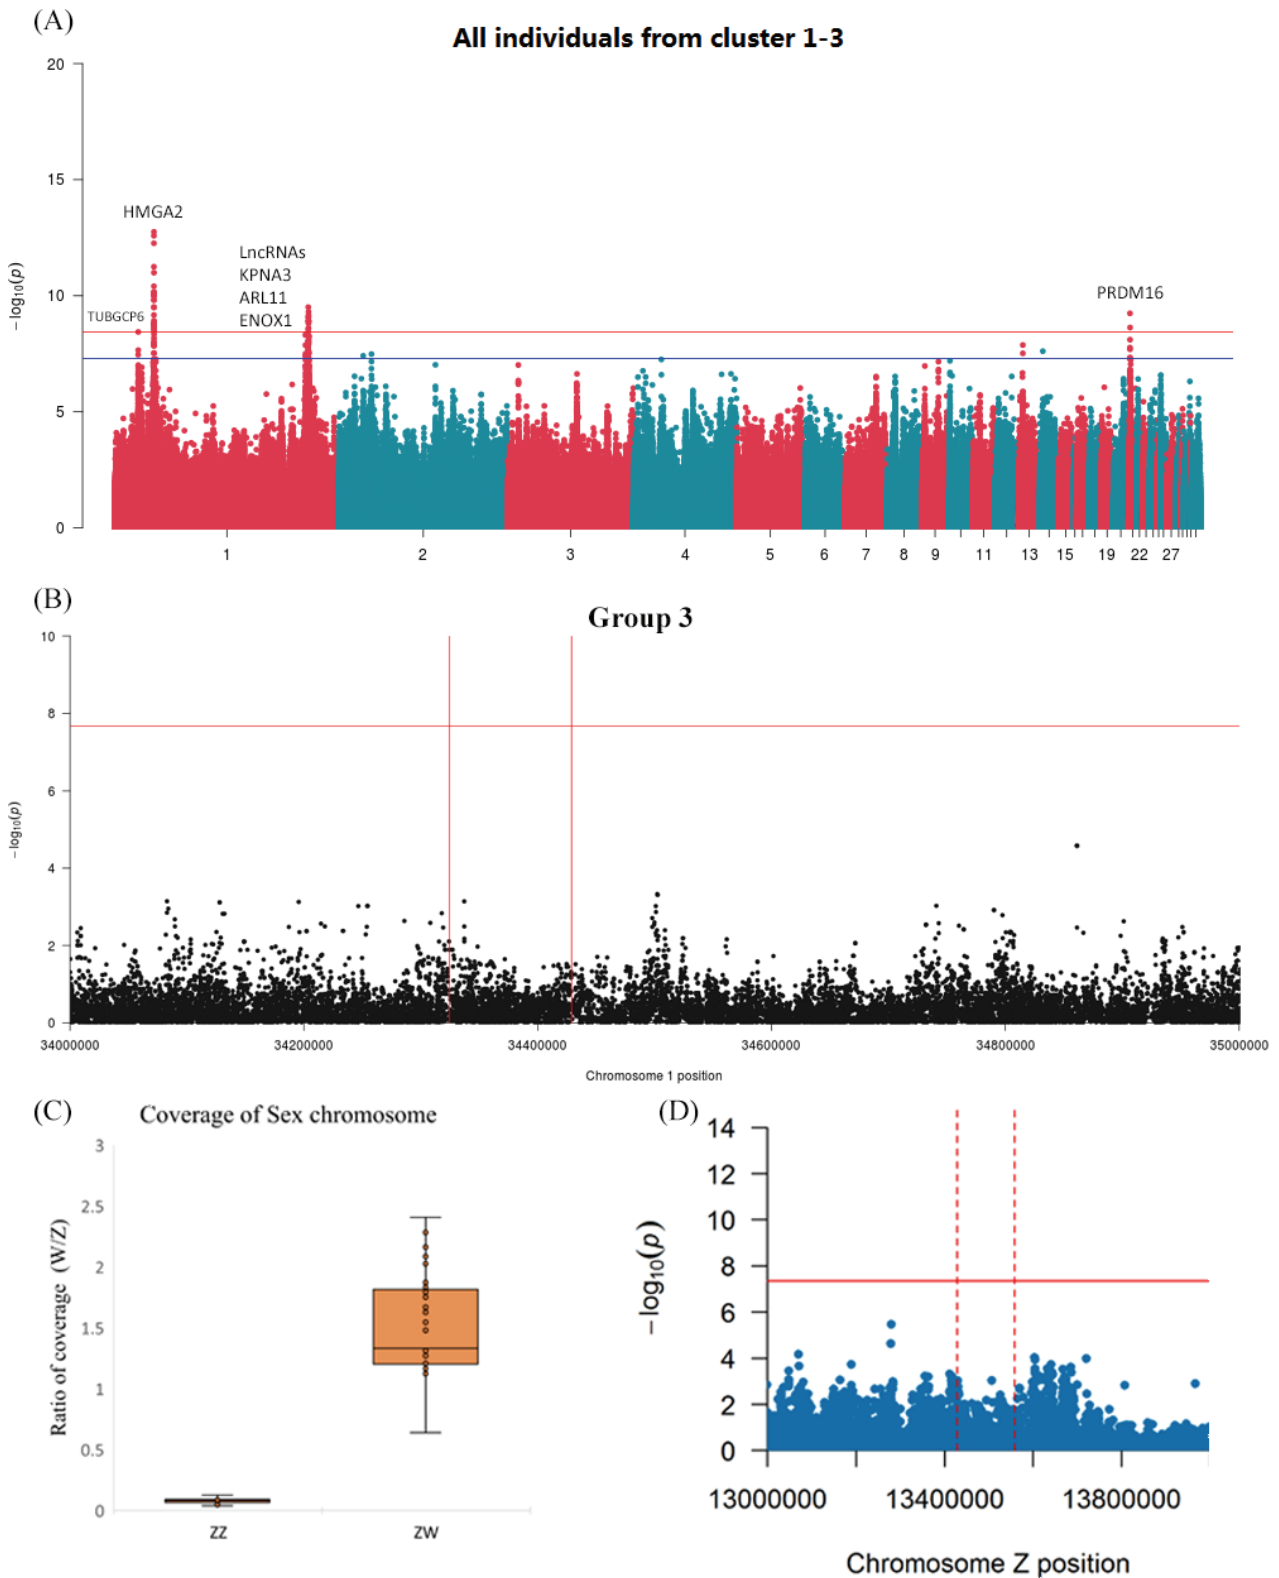 (A)
All individuals from cluster 1-3
20
15
10
5
0
−log10(p)
HMGA2
TUBGCP6
LncRNAs
KPNA3
ARL11
ENOX1
PRDM16
1 2 3 4 5 6 7 8 9 11 13 15 19 22 27
(B)
Group 3
10
8
6
4
2
0
−log10(p)
34000000 34200000 34400000 34600000 34800000 35000000
Chromosome 1 position
(C)
Coverage of Sex chromosome
3
2.5
2
1.5
1
0.5
0
Ratio of coverage (W/Z)
ZZ ZW
(D)
14
12
10
8
6
4
2
0
−log10(p)
13000000 13400000 13800000
Chromosome Z position